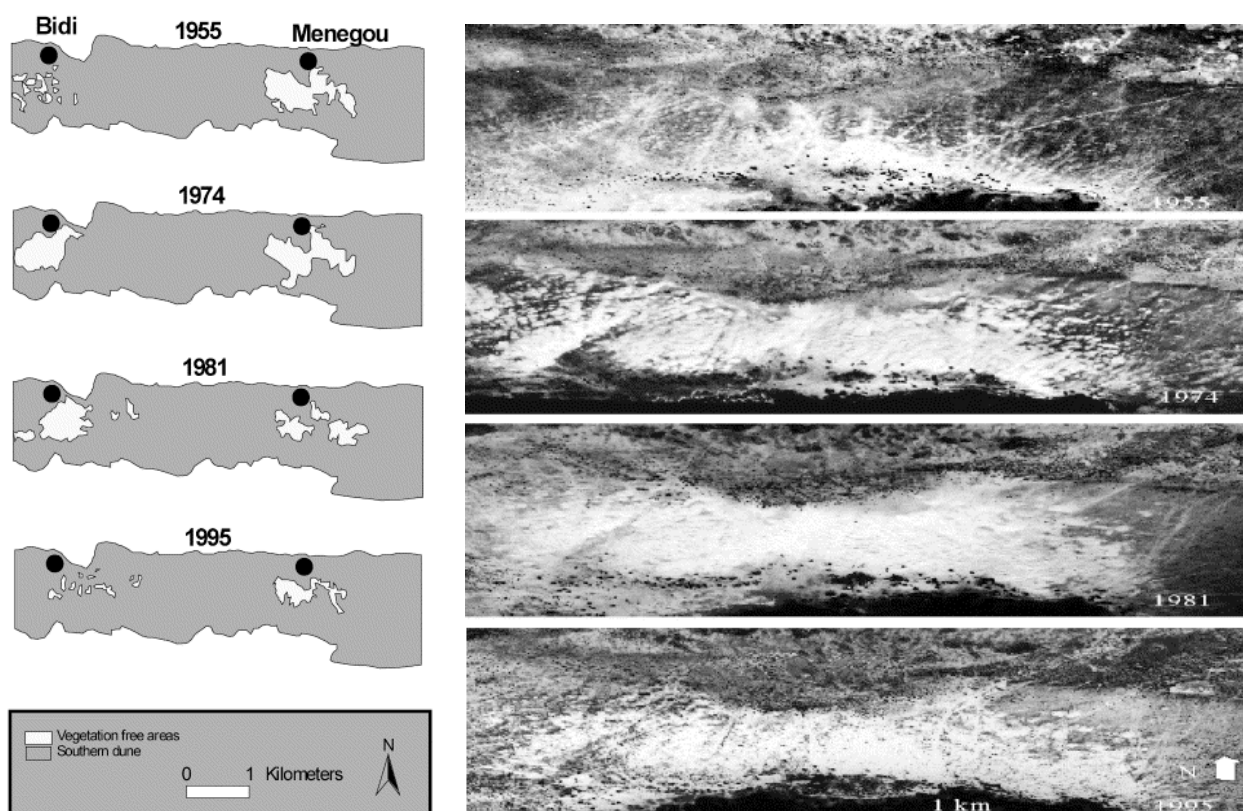 Bidi
1955
Menegou
1974
1981
1995
Vegetation free areas
Southern dune
N
0 1 Kilometers
1955
1974
1981
N
1 km